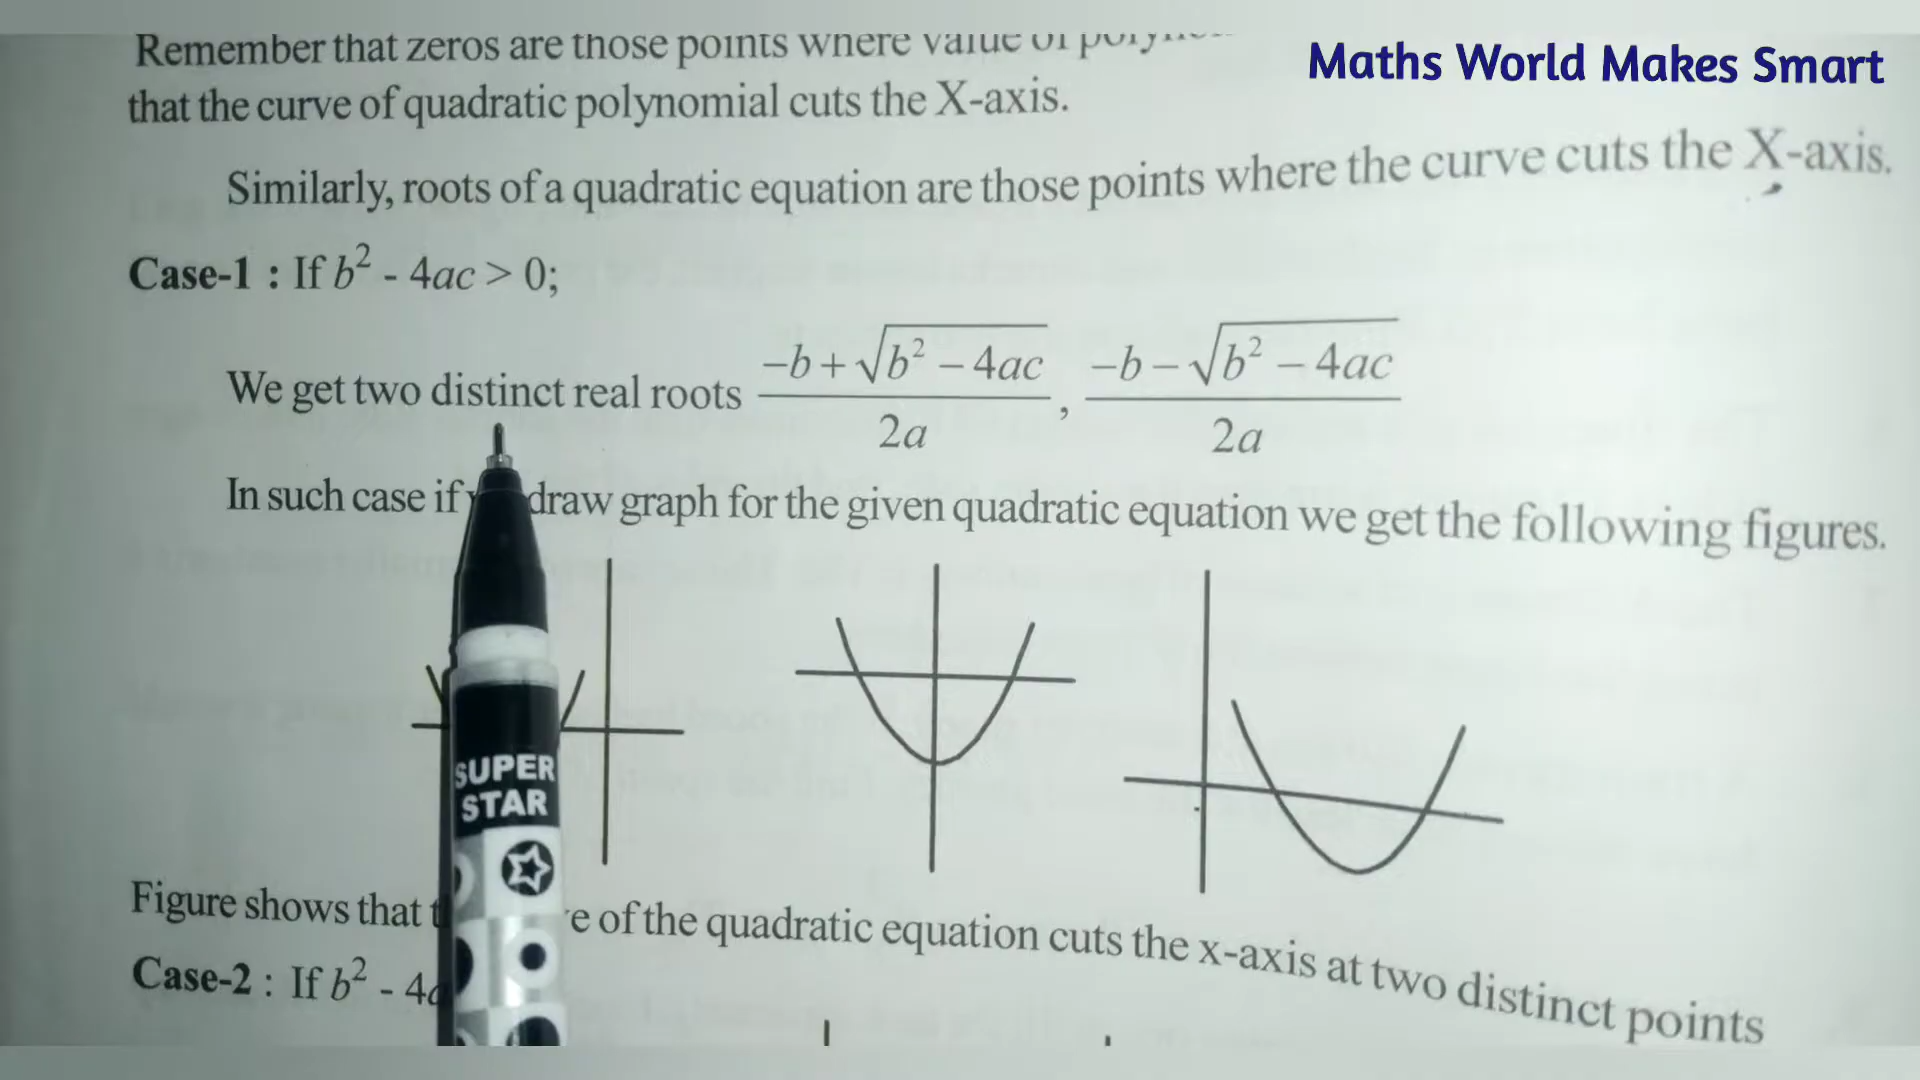 Remember that zeros are those points where value of
Maths World Makes Smart
that the curve of quadratic polynomial cuts the X-axis.
Similarly, roots of a quadratic equation are those points where the curve cuts the X-axis.
Case-1 : If b² - 4ac > 0;
We get two distinct real roots (−b + √(b² − 4ac))/2a , (−b − √(b² − 4ac))/2a
In such case if draw graph for the given quadratic equation we get the following figures.
SUPER
STAR
Figure shows that of the quadratic equation cuts the x-axis at two distinct points
Case-2 : If b² - 4